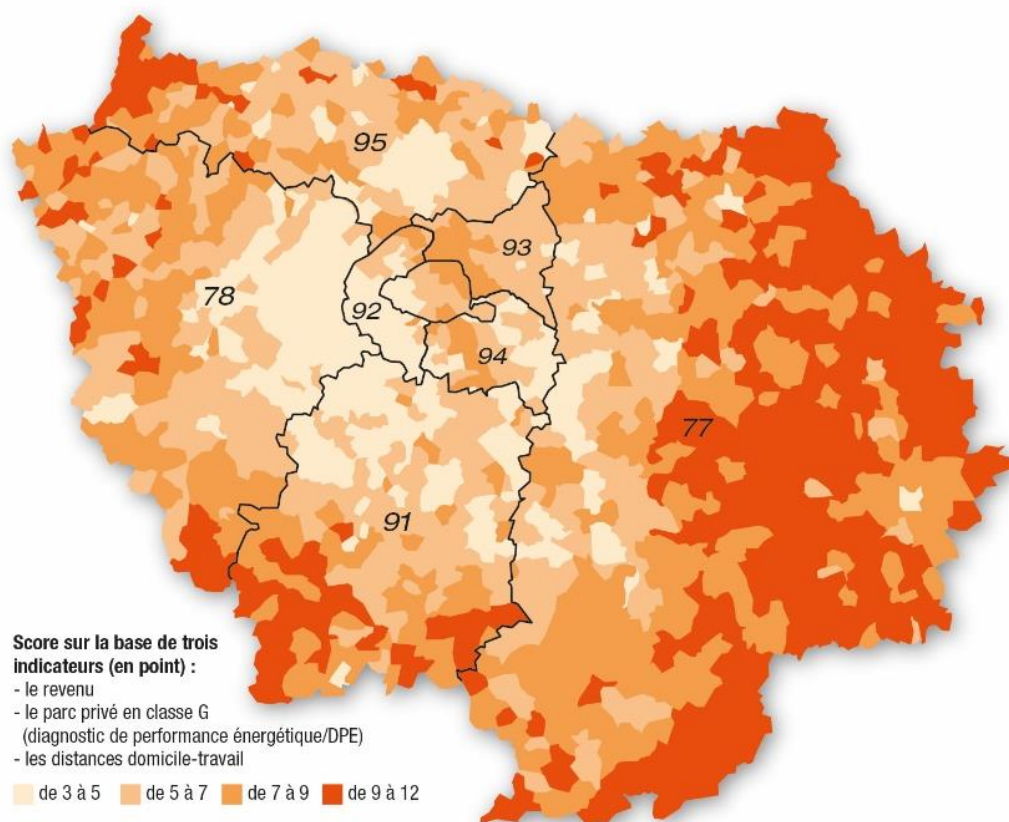 95
93
78
92
94
77
91
Score sur la base de trois
indicateurs (en point) :
- le revenu
- le parc privé en classe G
(diagnostic de performance énergétique/DPE)
- les distances domicile-travail
de 3 à 5 de 5 à 7 de 7 à 9 de 9 à 12